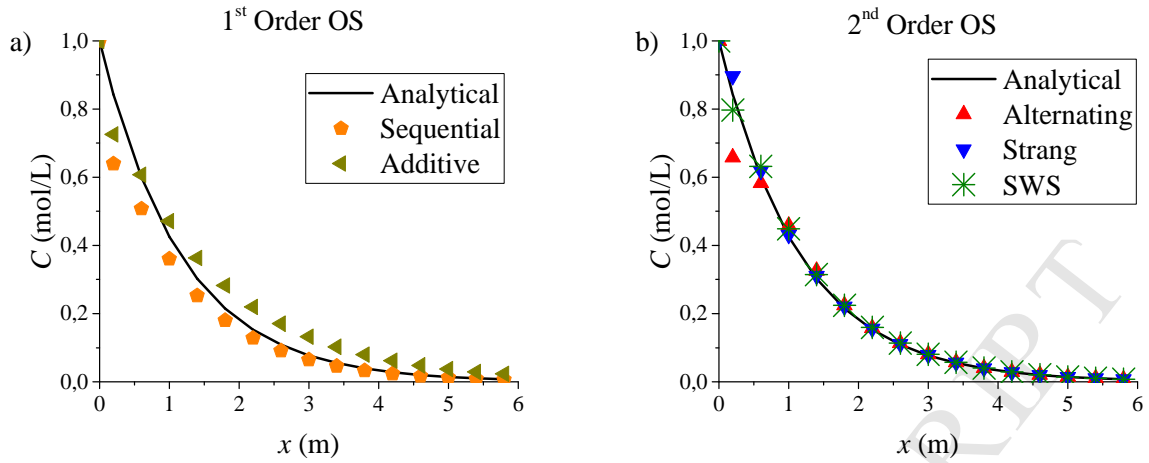 a)
1st Order OS
1,0
0,8
0,6
0,4
0,2
0,0
C (mol/L)
Analytical
Sequential
Additive
0 1 2 3 4 5 6
x (m)
b)
2nd Order OS
1,0
0,8
0,6
0,4
0,2
0,0
C (mol/L)
Analytical
Alternating
Strang
SWS
0 1 2 3 4 5 6
x (m)
RIPT